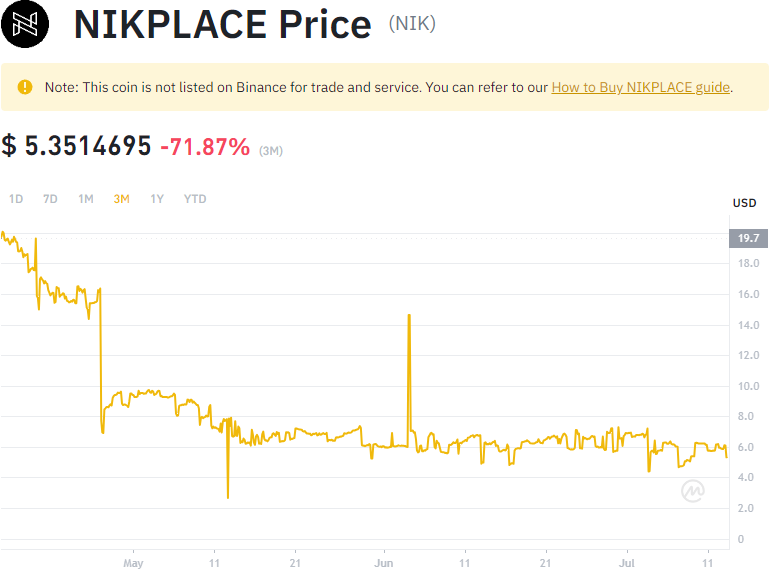 NIKPLACE Price (NIK)
Note: This coin is not listed on Binance for trade and service. You can refer to our How to Buy NIKPLACE guide.
$ 5.3514695 -71.87% (3M)
1D 7D 1M 3M 1Y YTD
USD
19.7
18.0
16.0
14.0
12.0
10.0
8.0
6.0
4.0
2.0
0
May 11 21 Jun 11 21 Jul 11